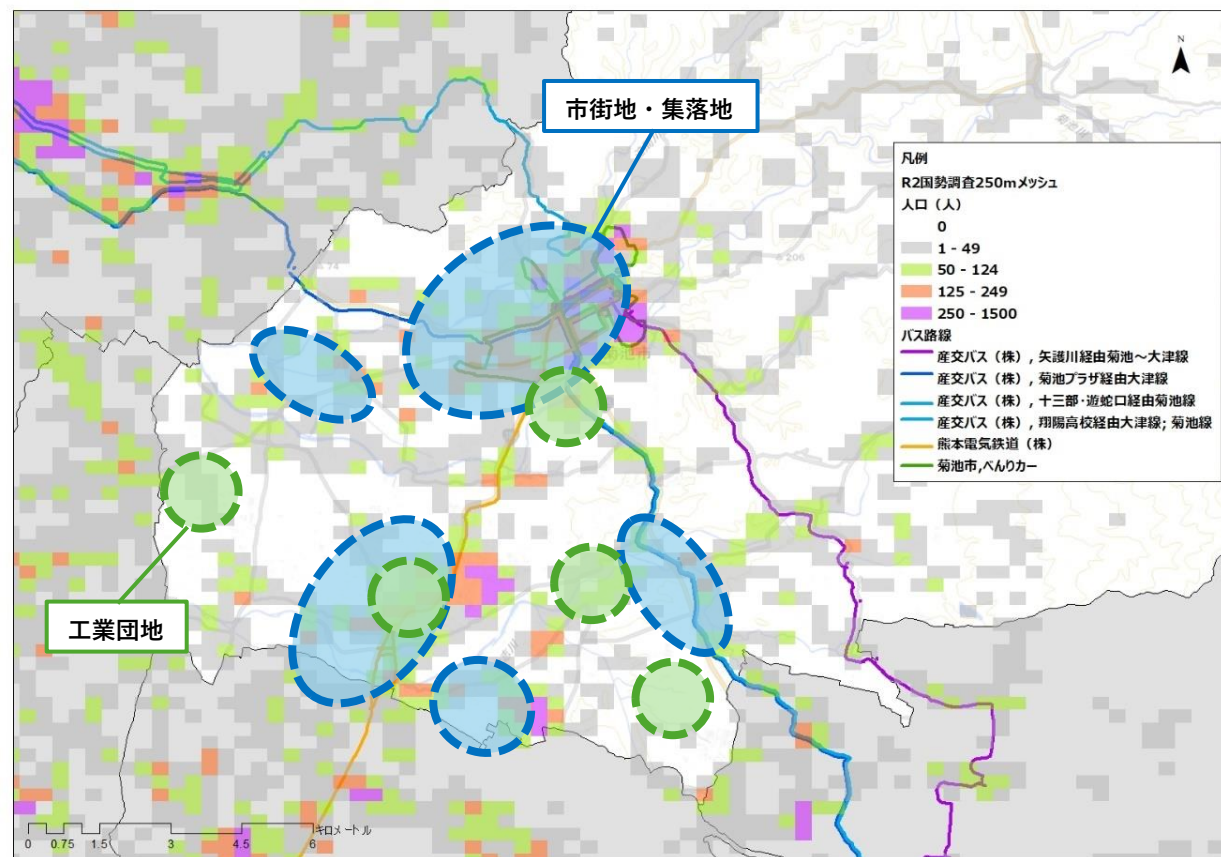 N
市街地・集落地
凡例
R2国勢調査250mメッシュ
人口(人)
0
1 - 49
50 - 124
125 - 249
250 - 1500
バス路線
産交バス(株), 矢護川経由菊池~大津線
産交バス(株), 菊池プラザ経由大津線
産交バス(株), 十三部・遊蛇口経由菊池線
産交バス(株), 翔陽高校経由大津線; 菊池線
熊本電気鉄道(株)
菊池市,べんりカー
菊池市
工業団地
キロメートル
0 0.75 1.5 3 4.5 6